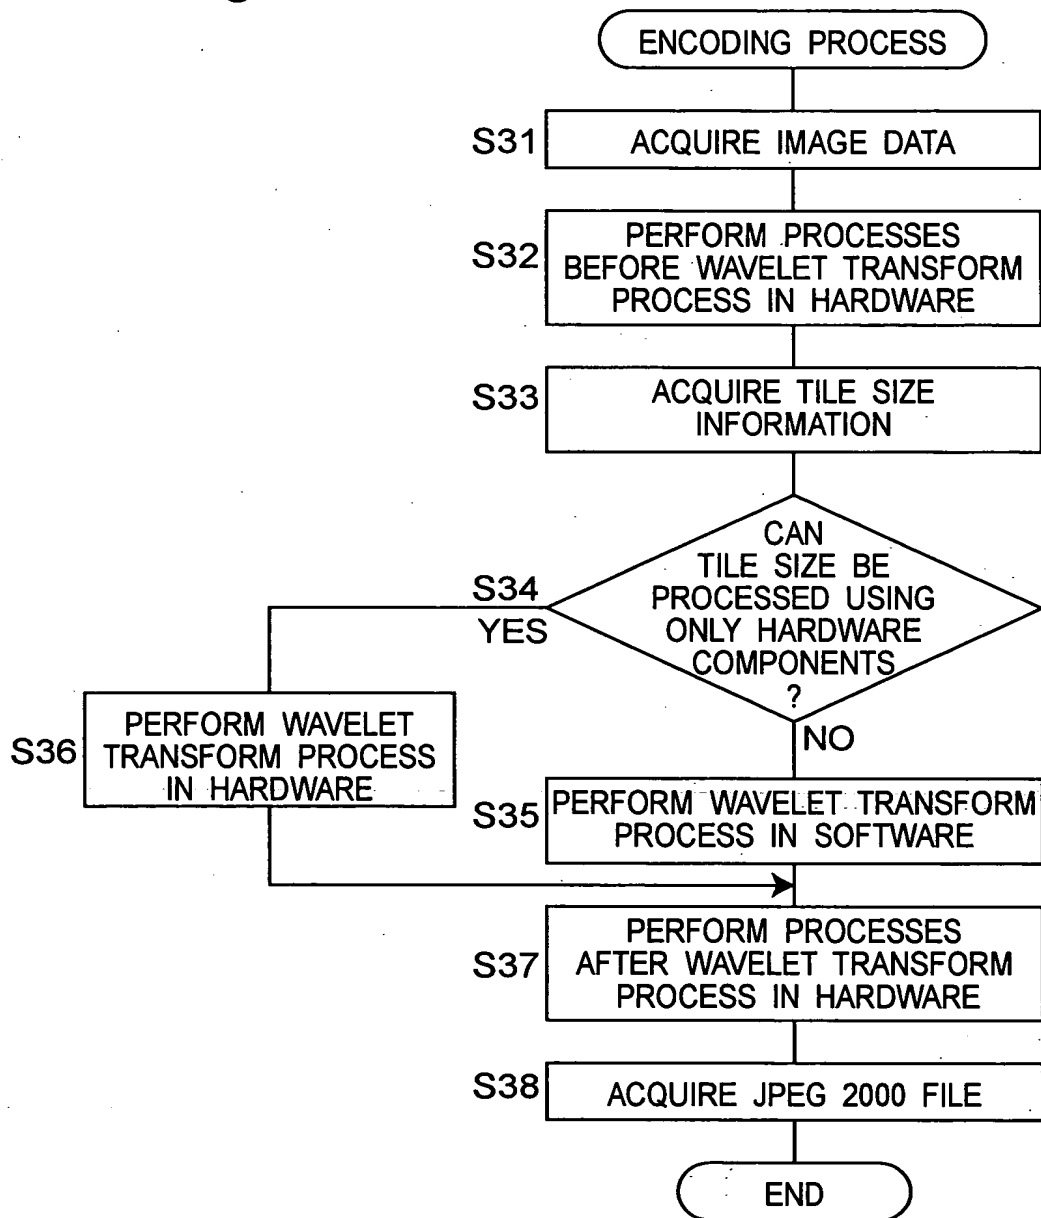 ENCODING PROCESS
S31
ACQUIRE IMAGE DATA
S32
PERFORM PROCESSES
BEFORE WAVELET TRANSFORM
PROCESS IN HARDWARE
S33
ACQUIRE TILE SIZE
INFORMATION
S34
CAN
TILE SIZE BE
PROCESSED USING
ONLY HARDWARE
COMPONENTS
?
YES
NO
S36
PERFORM WAVELET
TRANSFORM PROCESS
IN HARDWARE
S35
PERFORM WAVELET TRANSFORM
PROCESS IN SOFTWARE
S37
PERFORM PROCESSES
AFTER WAVELET TRANSFORM
PROCESS IN HARDWARE
S38
ACQUIRE JPEG 2000 FILE
END